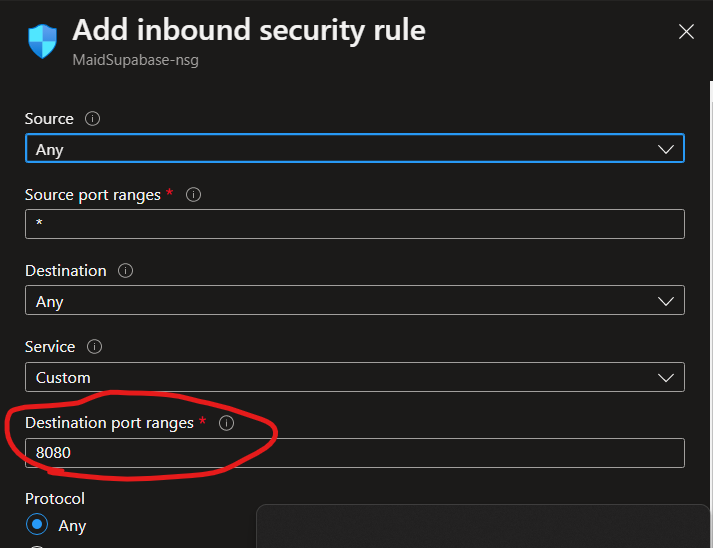 Add inbound security rule
MaidSupabase-nsg
Source
Any
Source port ranges *
*
Destination
Any
Service
Custom
Destination port ranges *
8080
Protocol
Any